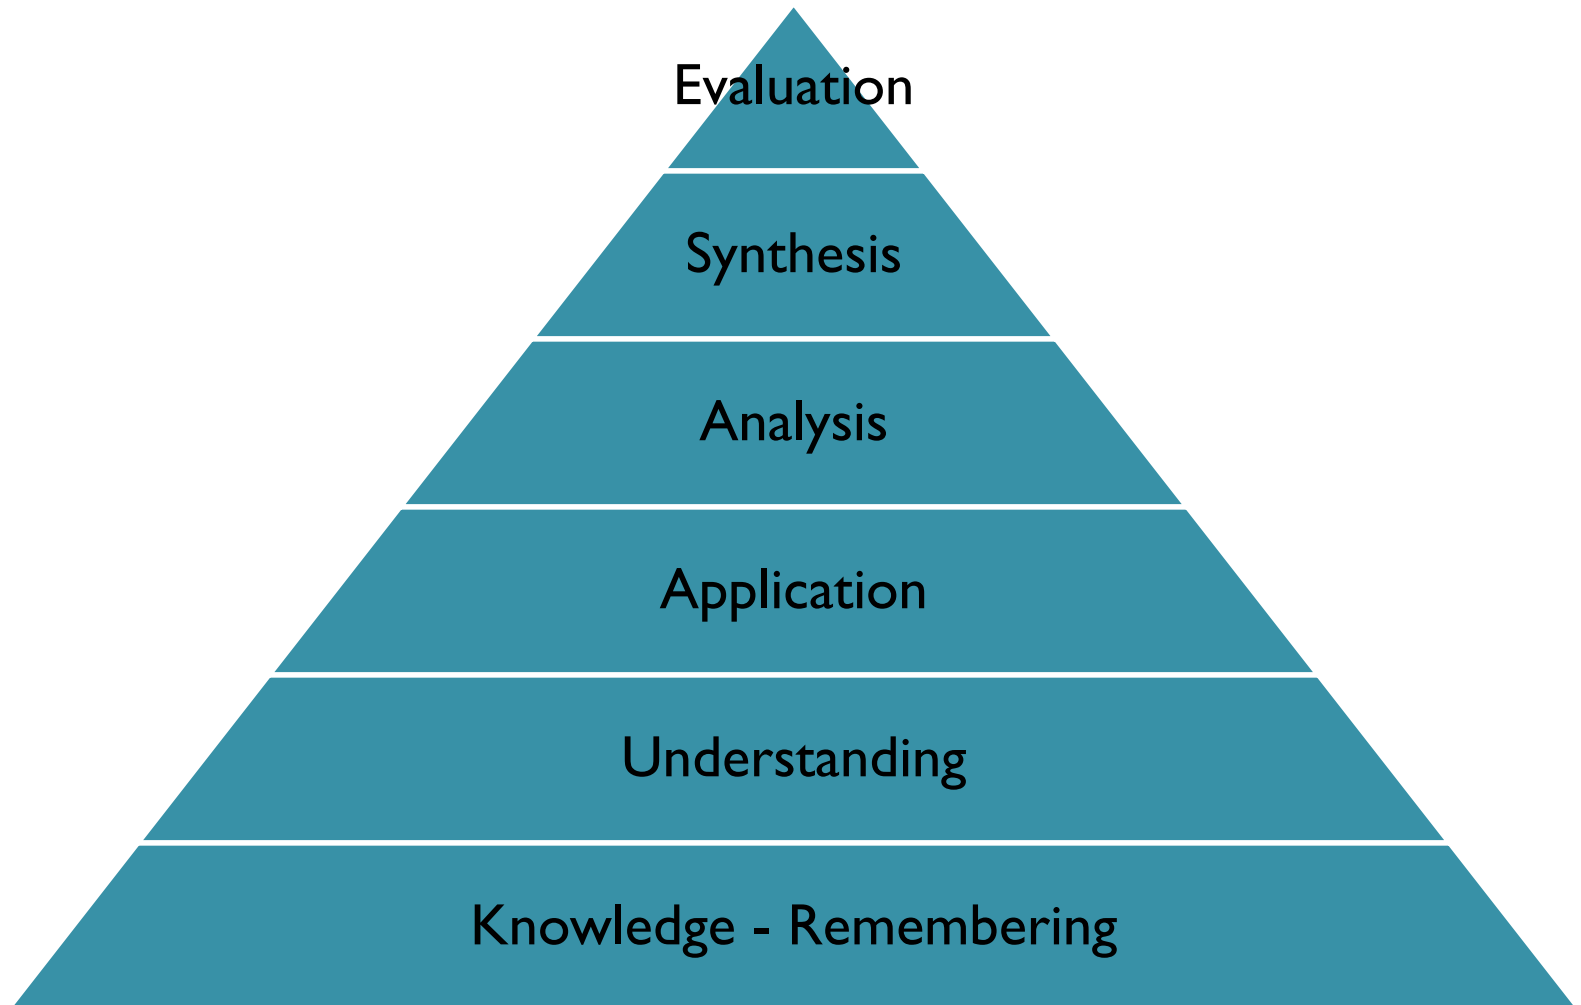 Evaluation
Synthesis
Analysis
Application
Understanding
Knowledge - Remembering